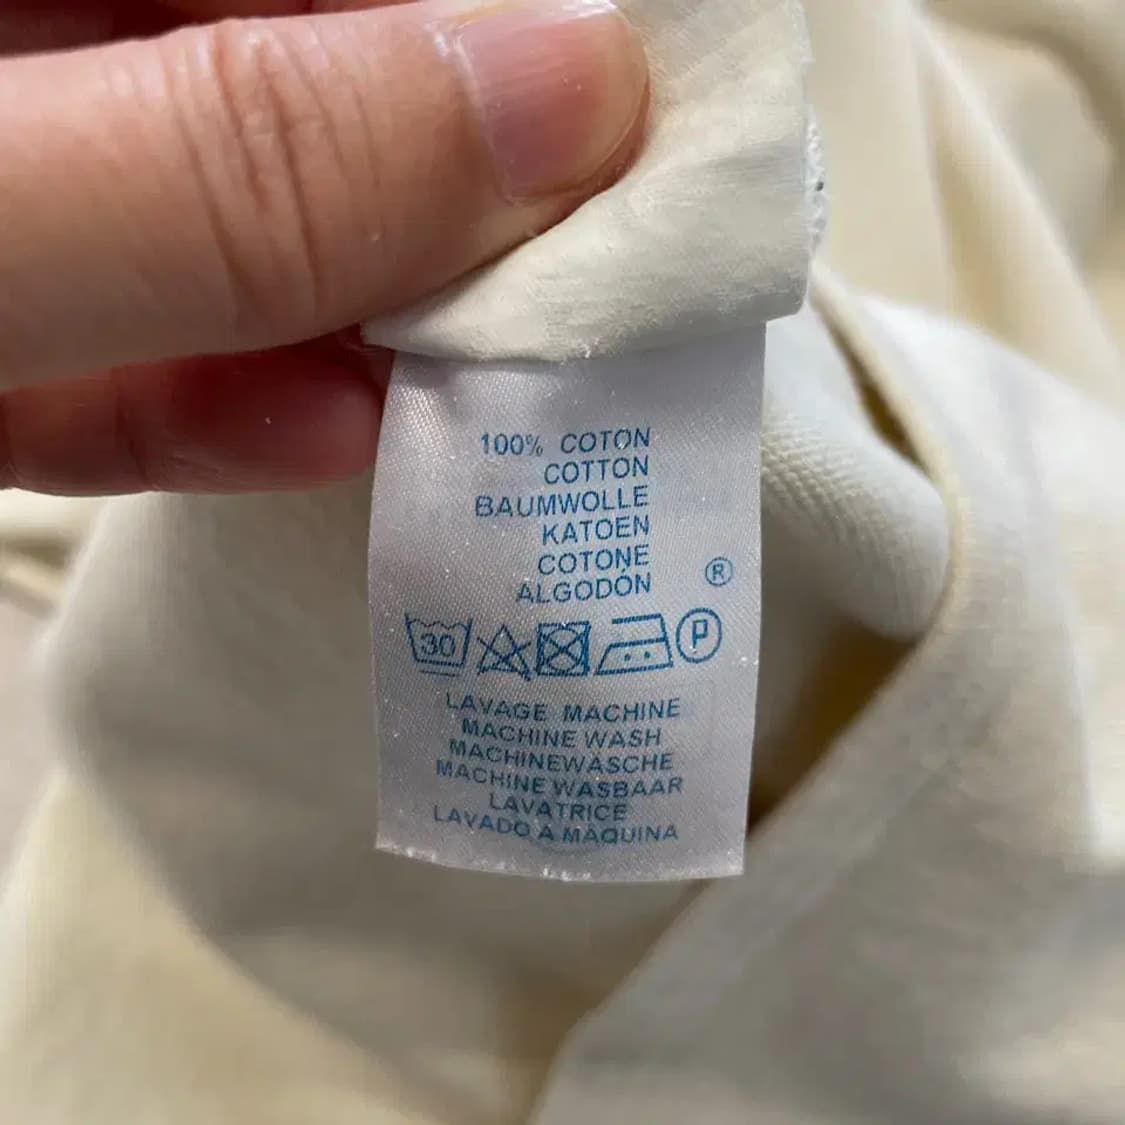 100% COTON
COTTON
BAUMWOLLE
KATOEN
COTONE
ALGODÓN
®
30 P
LAVAGE MACHINE
MACHINE WASH
MACHINEWÄSCHE
MACHINE WASBAAR
LAVATRICE
LAVADO A MÁQUINA